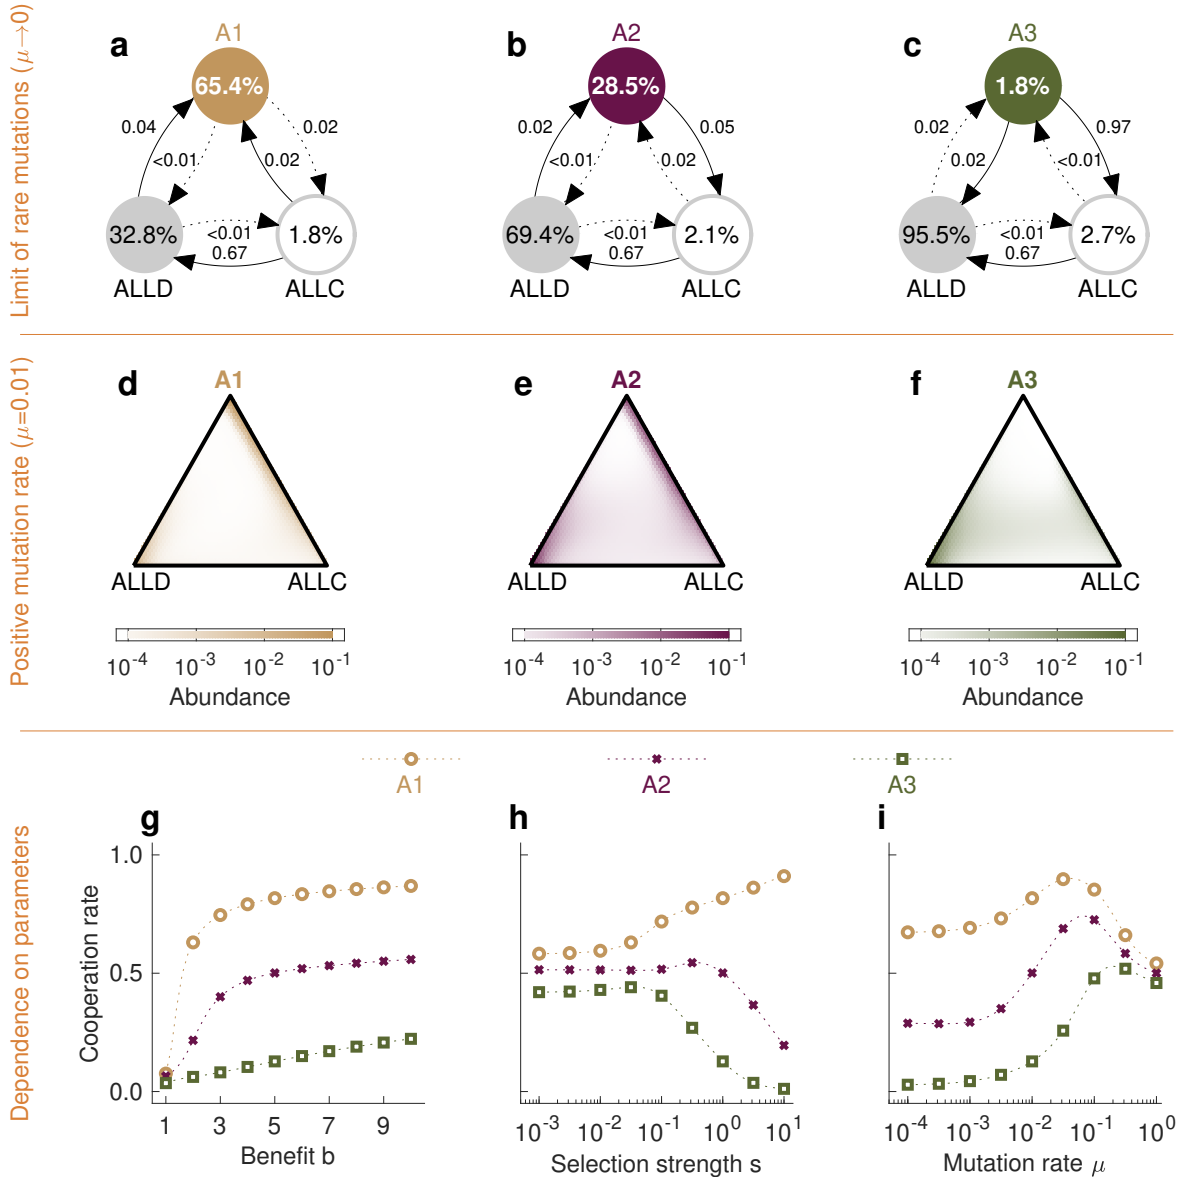 Limit of rare mutations (μ→0)
a
A1
65.4%
0.04
0.02
<0.01
0.02
32.8%
<0.01
0.67
1.8%
ALLD
ALLC
b
A2
28.5%
0.02
0.05
<0.01
0.02
69.4%
<0.01
0.67
2.1%
ALLD
ALLC
c
A3
1.8%
0.02
0.97
0.02
<0.01
95.5%
<0.01
0.67
2.7%
ALLD
ALLC
Positive mutation rate (μ=0.01)
d
A1
ALLD ALLC
10⁻⁴ 10⁻³ 10⁻² 10⁻¹
Abundance
e
A2
ALLD ALLC
10⁻⁴ 10⁻³ 10⁻² 10⁻¹
Abundance
f
A3
ALLD ALLC
10⁻⁴ 10⁻³ 10⁻² 10⁻¹
Abundance
Dependence on parameters
A1 A2 A3
g
Cooperation rate
1.0
0.5
0.0
1 3 5 7 9
Benefit b
h
10⁻³ 10⁻² 10⁻¹ 10⁰ 10¹
Selection strength s
i
10⁻⁴ 10⁻³ 10⁻² 10⁻¹ 10⁰
Mutation rate μ